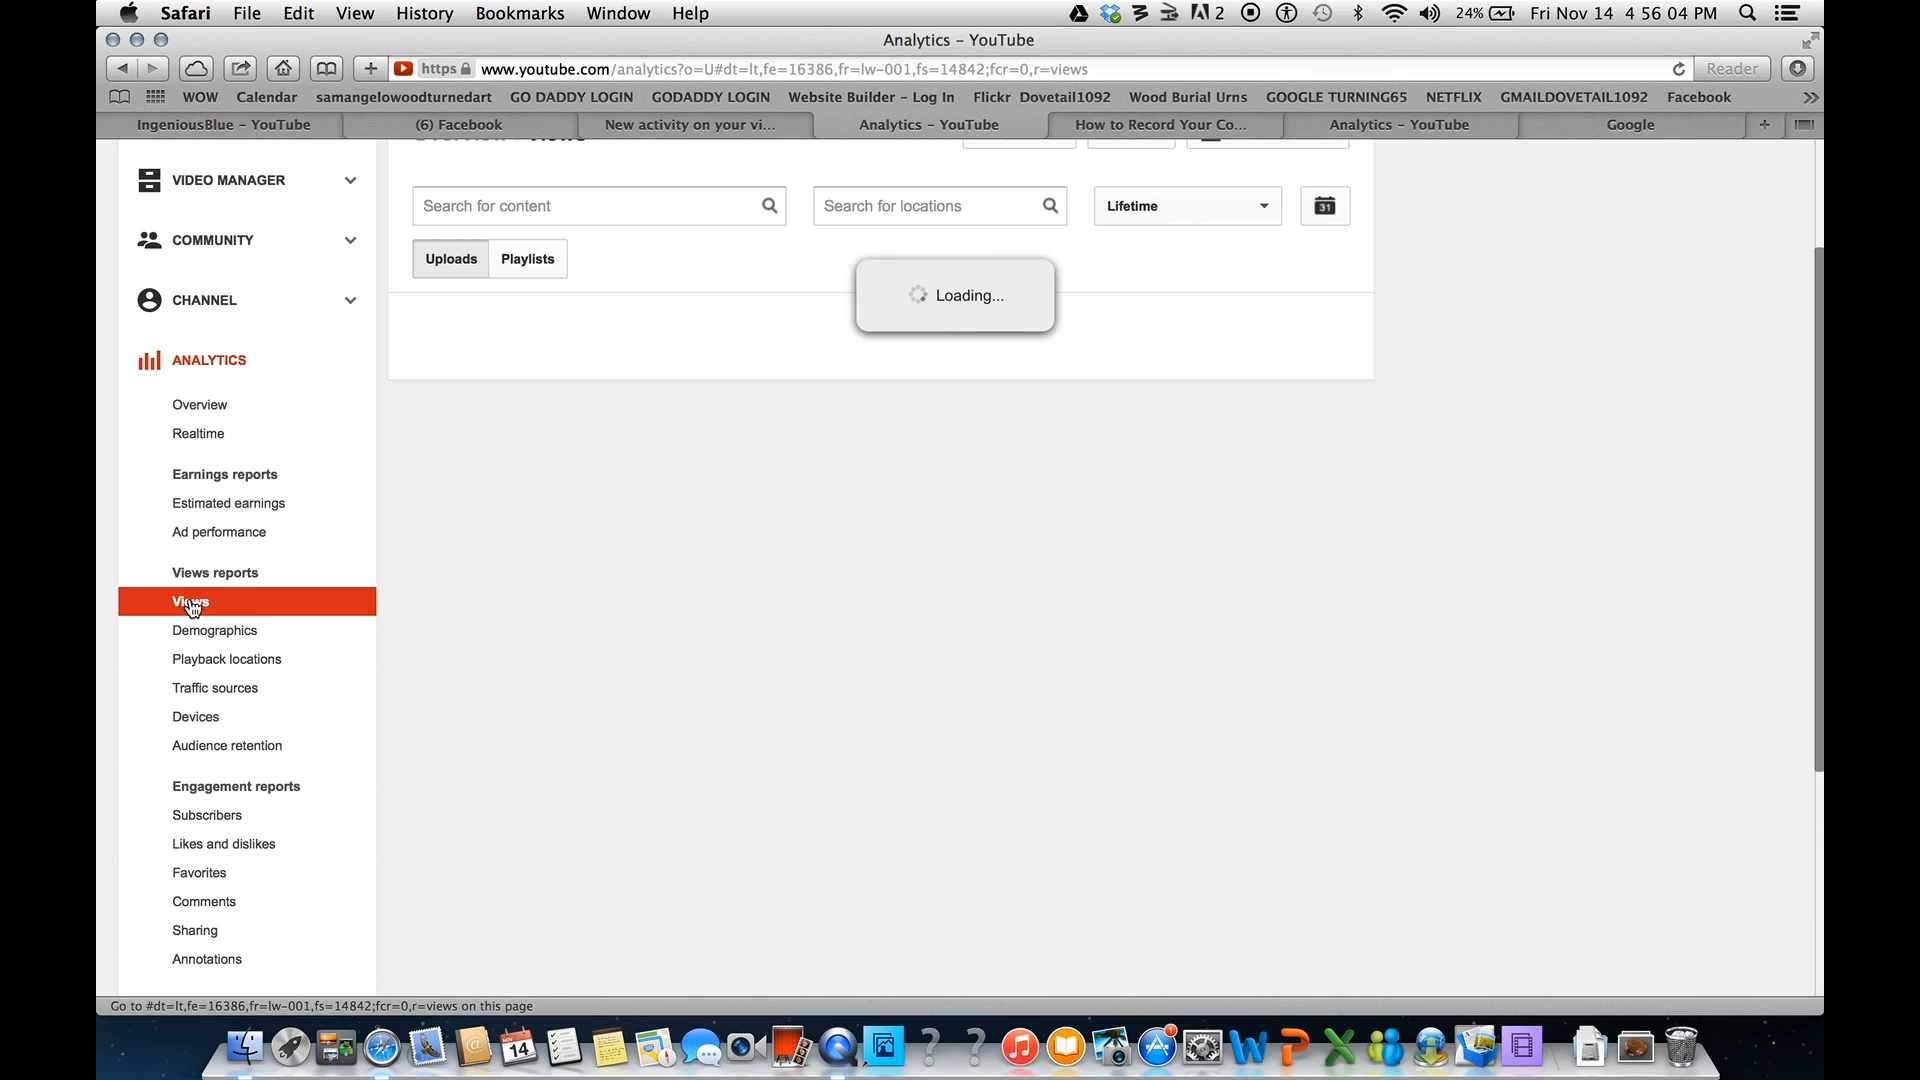 Safari File Edit View History Bookmarks Window Help 2 24% Fri Nov 14 4 56 04 PM
Analytics – YouTube
https www.youtube.com/analytics?o=U#dt=lt,fe=16386,fr=lw-001,fs=14842;fcr=0,r=views Reader
WOW Calendar samangelowoodturnedart GO DADDY LOGIN GODADDY LOGIN Website Builder – Log In Flickr Dovetail1092 Wood Burial Urns GOOGLE TURNING65 NETFLIX GMAILDOVETAIL1092 Facebook
IngeniousBlue – YouTube (6) Facebook New activity on your vi... Analytics – YouTube How to Record Your Co... Analytics – YouTube Google
VIDEO MANAGER
Search for content Search for locations Lifetime 31
COMMUNITY
Uploads Playlists
Loading...
CHANNEL
ANALYTICS
Overview
Realtime
Earnings reports
Estimated earnings
Ad performance
Views reports
Views
Demographics
Playback locations
Traffic sources
Devices
Audience retention
Engagement reports
Subscribers
Likes and dislikes
Favorites
Comments
Sharing
Annotations
Go to #dt=lt,fe=16386,fr=lw-001,fs=14842;fcr=0,r=views on this page
NOV 14 1